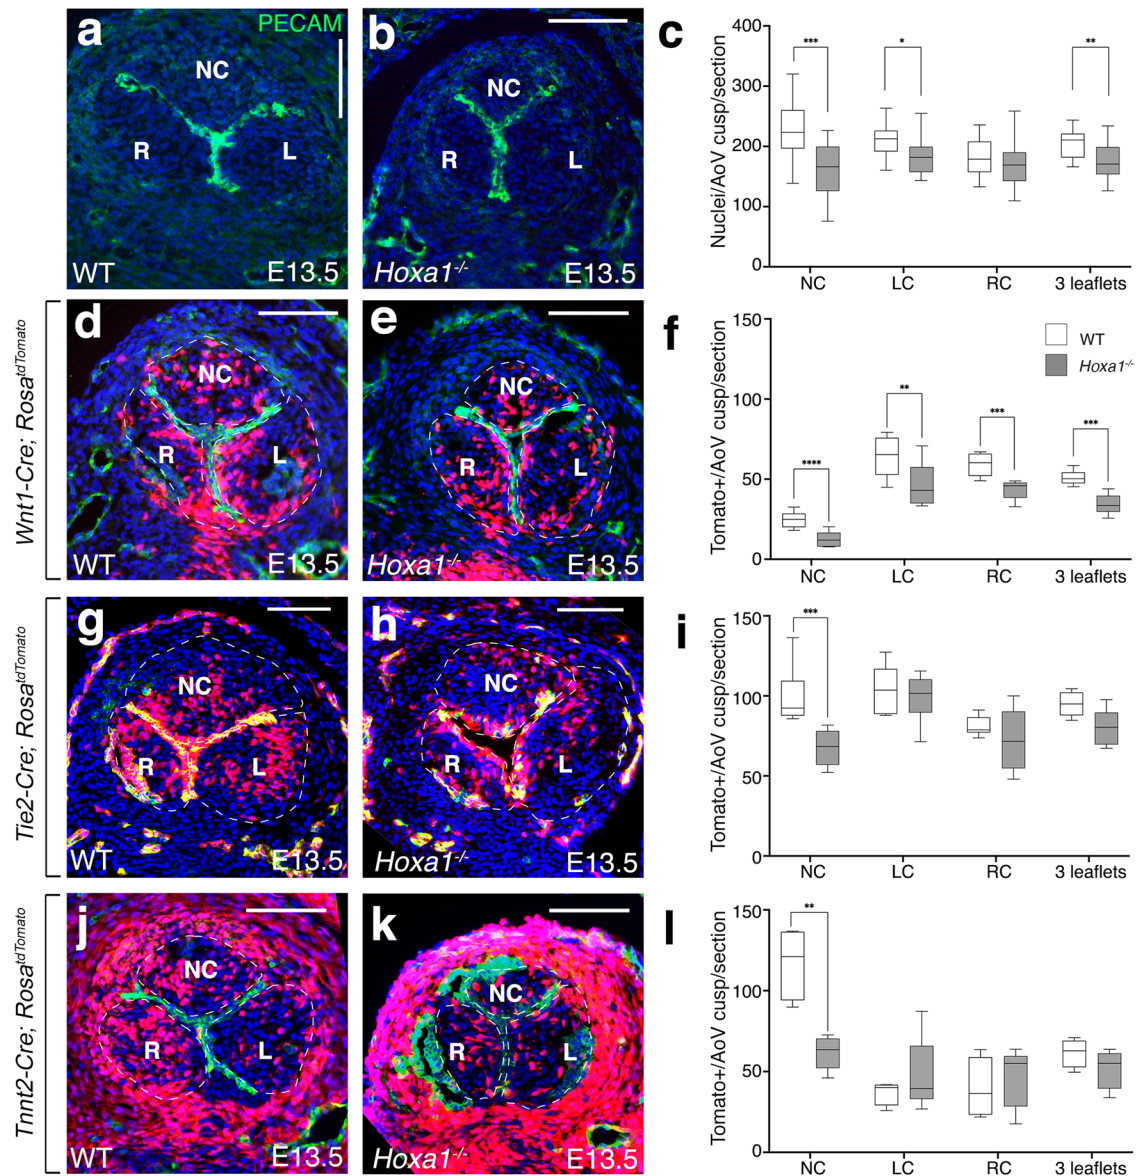 a
PECAM
NC
R
L
WT
E13.5
b
NC
R
L
Hoxa1-/-
E13.5
c
Nuclei/AoV cusp/section
400
300
200
100
0
***
*
**
NC LC RC 3 leaflets
Wnt1-Cre; RosatdTomato
d
NC
R
L
WT
E13.5
e
NC
R
L
Hoxa1-/-
E13.5
f
Tomato+/AoV cusp/section
150
100
50
0
WT
Hoxa1-/-
****
**
***
***
NC LC RC 3 leaflets
Tie2-Cre; RosatdTomato
g
NC
R
L
WT
E13.5
h
NC
R
L
Hoxa1-/-
E13.5
i
Tomato+/AoV cusp/section
150
100
50
0
***
NC LC RC 3 leaflets
Tnnt2-Cre; RosatdTomato
j
NC
R
L
WT
E13.5
k
NC
R
L
Hoxa1-/-
E13.5
l
Tomato+/AoV cusp/section
150
100
50
0
**
NC LC RC 3 leaflets